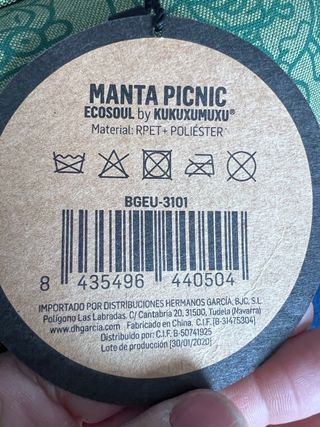 MANTA PICNIC
ECOSOUL by KUKUXUMUXU®
Material: RPET+ POLIÉSTER
BGEU-3101
8 435496 440504
IMPORTADO POR DISTRIBUCIONES HERMANOS GARCÍA, BJC, S.L
Polígono Las Labradas. C/ Cantabria 20, 31500, Tudela (Navarra)
www.dhgarcia.com Fabricado en China. C.I.F. (B-31475304)
Distribuido por: C.I.F: B-50741925
Lote de producción (30/01/2020)